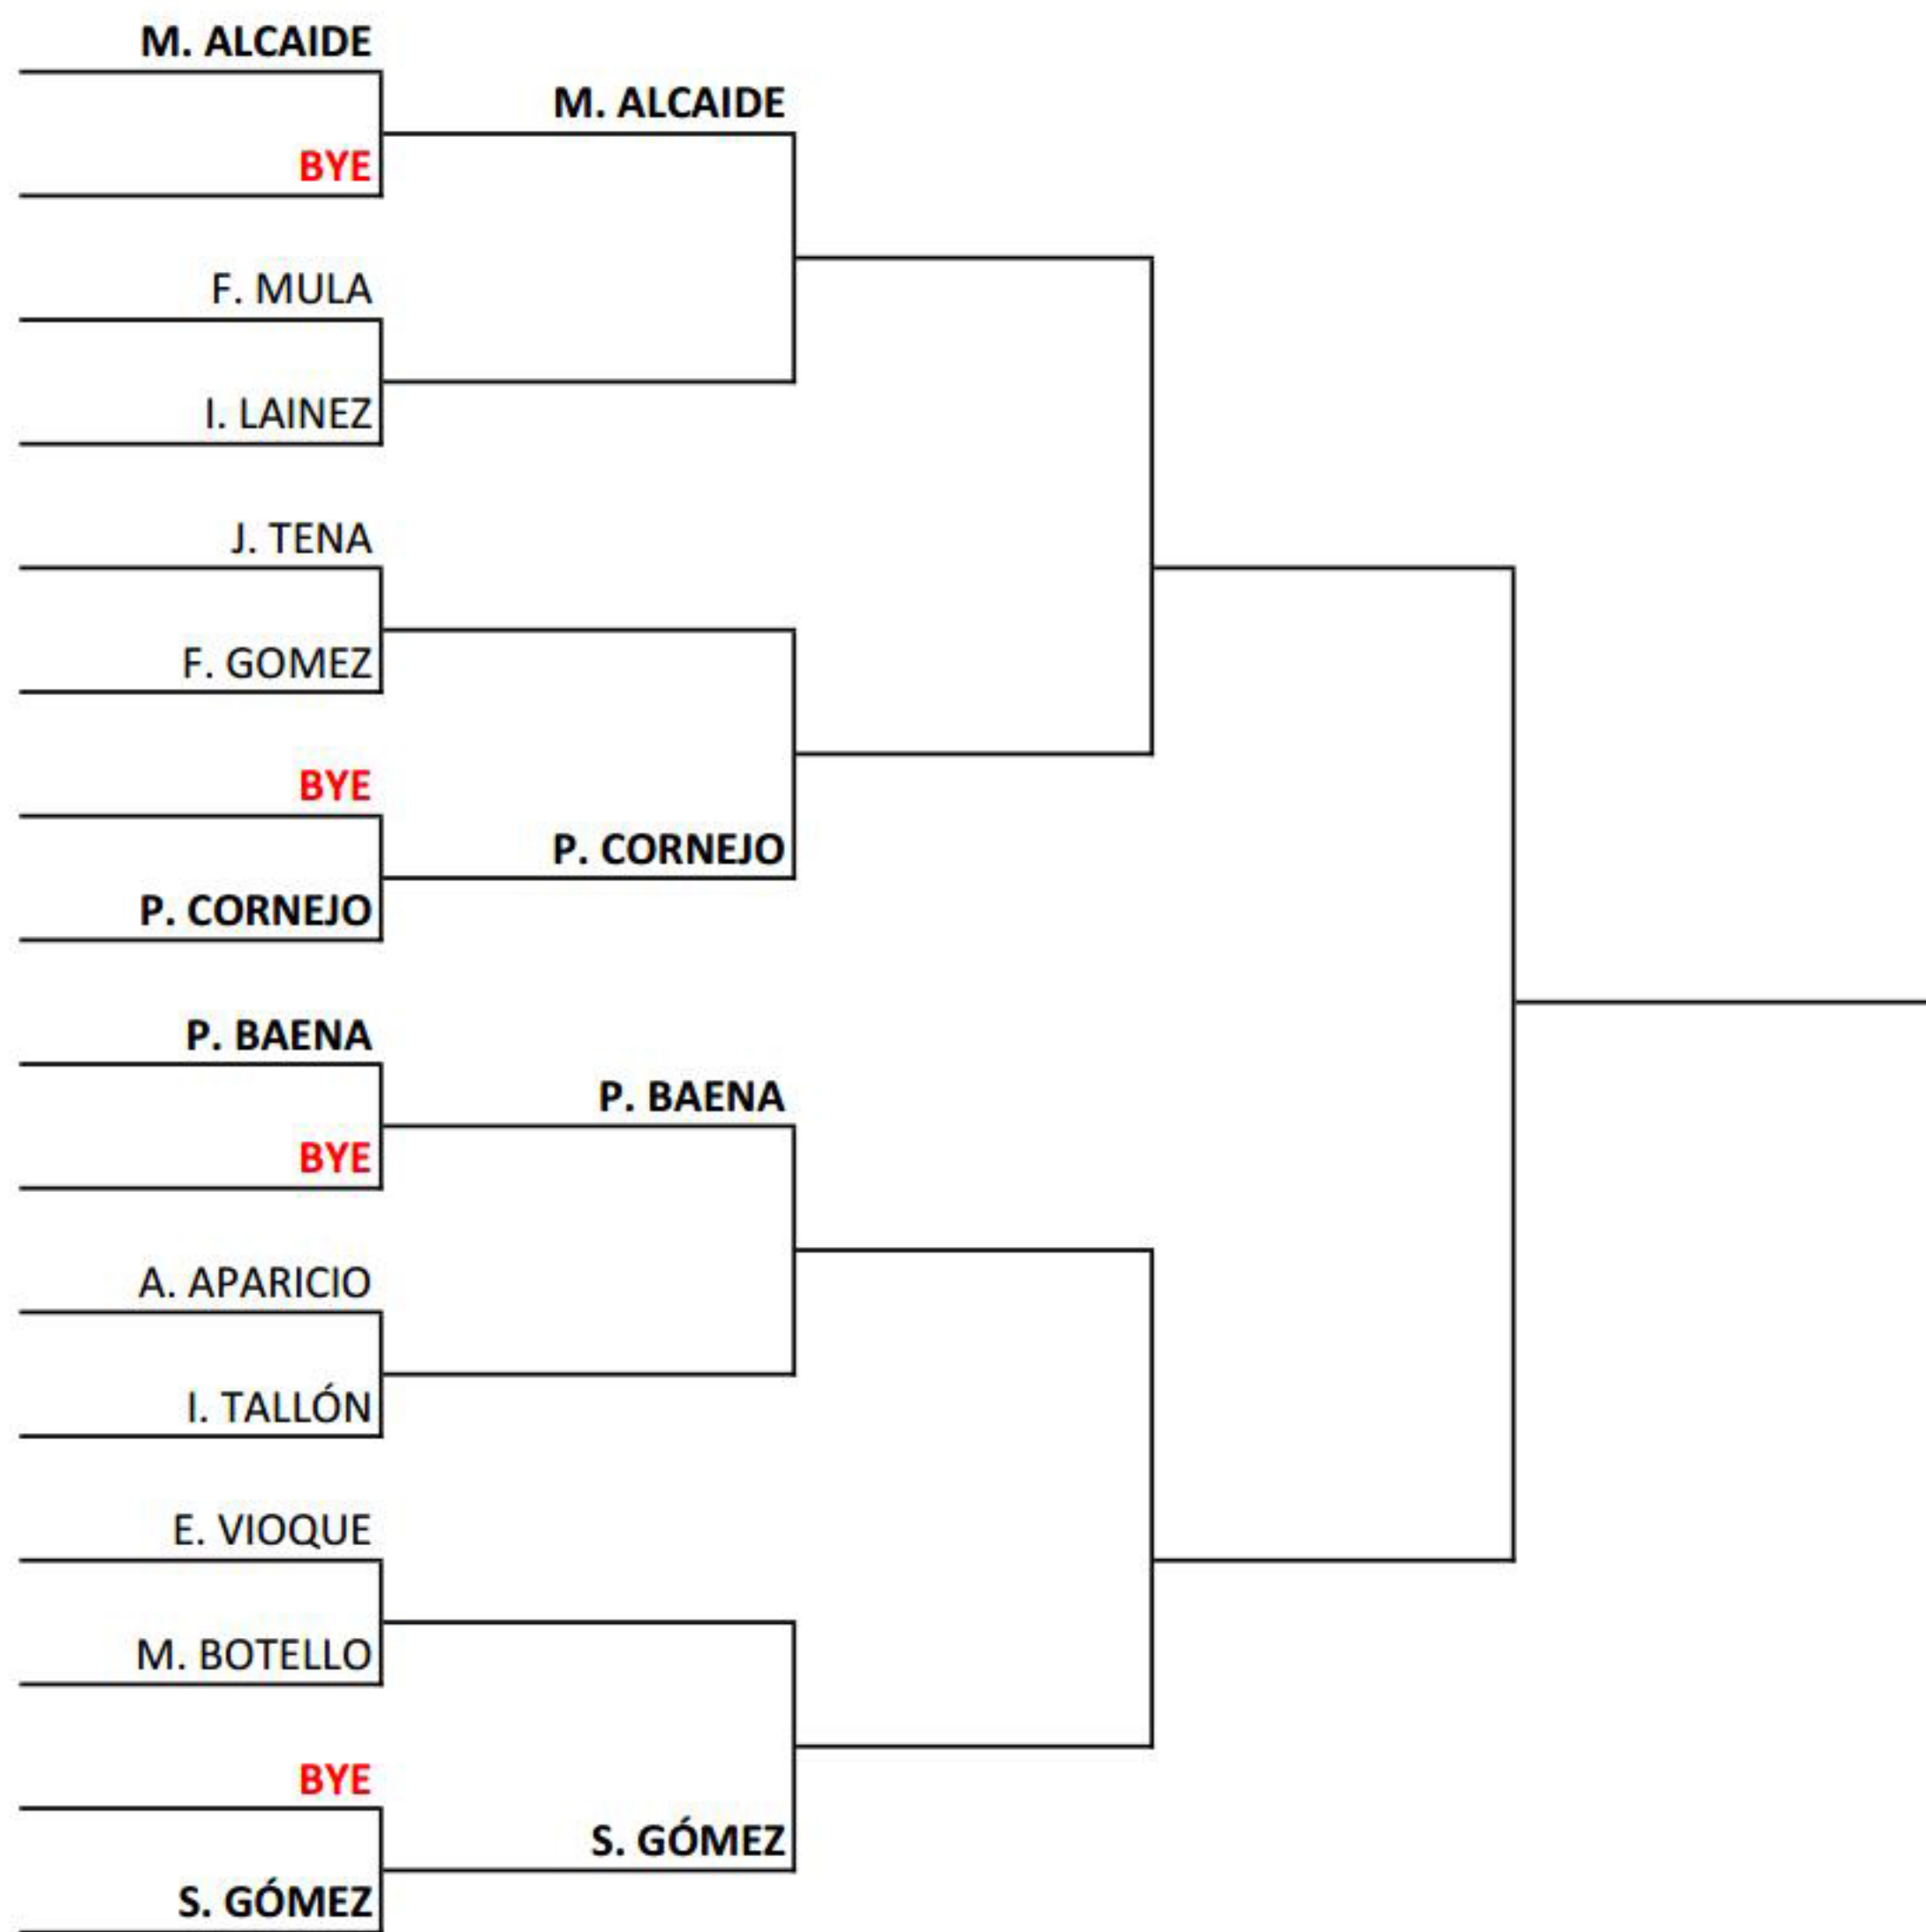 M. ALCAIDE
M. ALCAIDE
BYE
F. MULA
I. LAINEZ
J. TENA
F. GOMEZ
BYE
P. CORNEJO
P. CORNEJO
P. BAENA
P. BAENA
BYE
A. APARICIO
I. TALLÓN
E. VIOQUE
M. BOTELLO
BYE
S. GÓMEZ
S. GÓMEZ